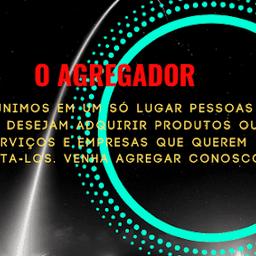 O AGREGADOR
UNIMOS EM UM SÓ LUGAR PESSOAS
DESEJAM ADQUIRIR PRODUTOS OU
ERVIÇOS E EMPRESAS QUE QUEREM
TA-LOS. VENHA AGREGAR CONOSCO